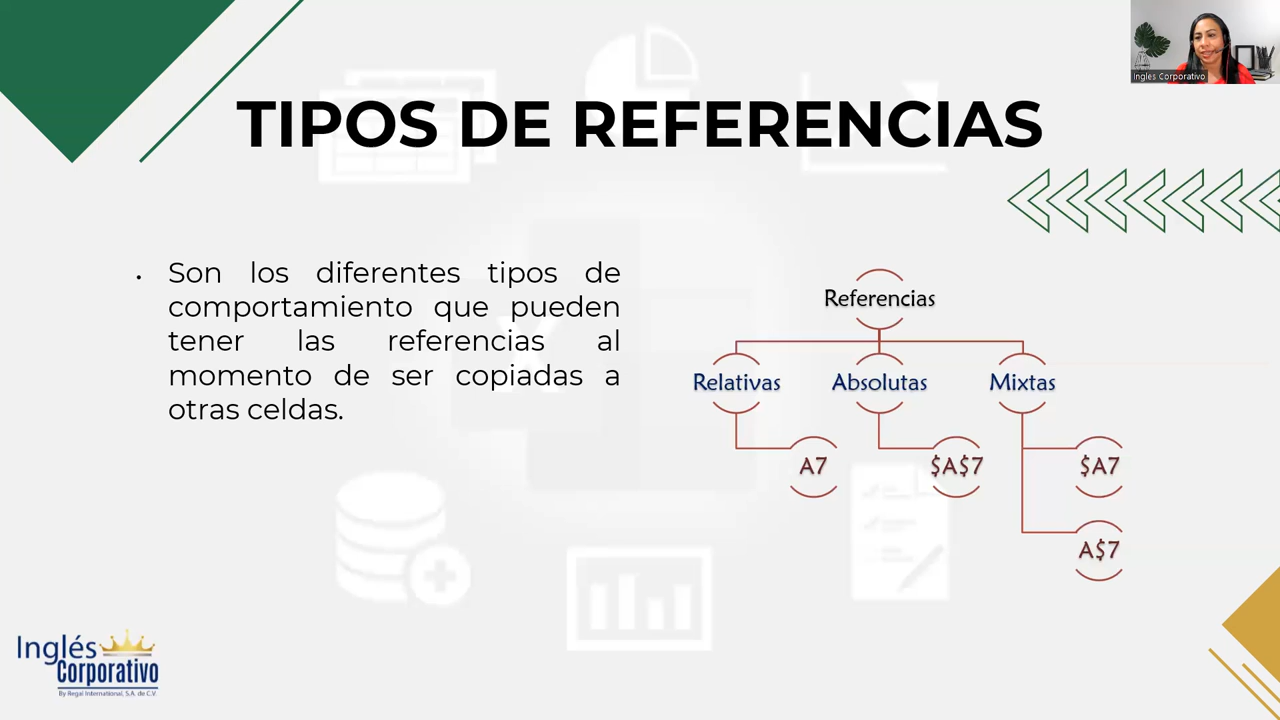 Inglés Corporativo
TIPOS DE REFERENCIAS
• Son los diferentes tipos de
comportamiento que pueden
tener las referencias al
momento de ser copiadas a
otras celdas.
Referencias
Relativas Absolutas Mixtas
A7 $A$7 $A7
A$7
Inglés
Corporativo
By Regal International, S.A. de C.V.